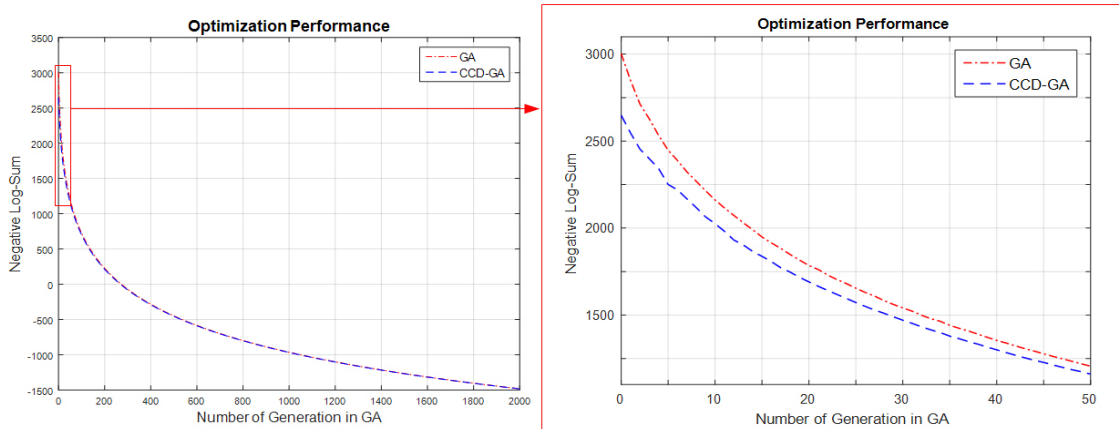 Optimization Performance
3500
3000
2500
2000
1500
1000
500
0
-500
-1000
-1500
Negative Log-Sum
GA
CCD-GA
0 200 400 600 800 1000 1200 1400 1600 1800 2000
Number of Generation in GA
Optimization Performance
3000
2500
2000
1500
Negative Log-Sum
GA
CCD-GA
0 10 20 30 40 50
Number of Generation in GA